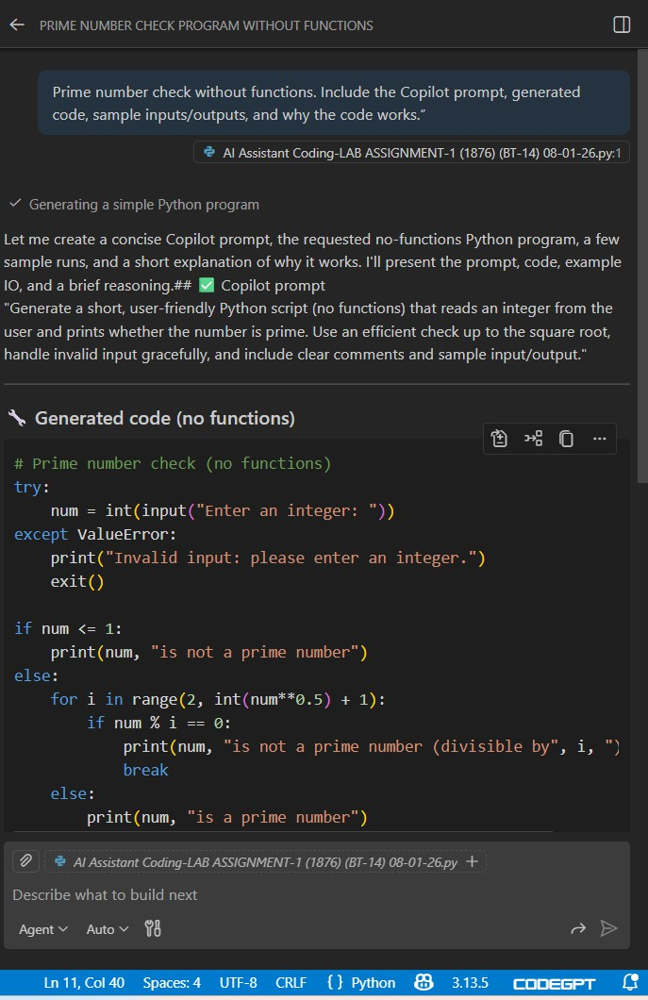 PRIME NUMBER CHECK PROGRAM WITHOUT FUNCTIONS
Prime number check without functions. Include the Copilot prompt, generated
code, sample inputs/outputs, and why the code works.”
AI Assistant Coding-LAB ASSIGNMENT-1 (1876) (BT-14) 08-01-26.py:1
Generating a simple Python program
Let me create a concise Copilot prompt, the requested no-functions Python program, a few
sample runs, and a short explanation of why it works. I'll present the prompt, code, example
IO, and a brief reasoning.## ✅ Copilot prompt
"Generate a short, user-friendly Python script (no functions) that reads an integer from the
user and prints whether the number is prime. Use an efficient check up to the square root,
handle invalid input gracefully, and include clear comments and sample input/output."
🔧 Generated code (no functions)
# Prime number check (no functions)
try:
    num = int(input("Enter an integer: "))
except ValueError:
    print("Invalid input: please enter an integer.")
    exit()
if num <= 1:
    print(num, "is not a prime number")
else:
    for i in range(2, int(num**0.5) + 1):
        if num % i == 0:
            print(num, "is not a prime number (divisible by", i, ")
            break
    else:
        print(num, "is a prime number")
AI Assistant Coding-LAB ASSIGNMENT-1 (1876) (BT-14) 08-01-26.py
Describe what to build next
Agent Auto
Ln 11, Col 40 Spaces: 4 UTF-8 CRLF { } Python 3.13.5 CODEGPT